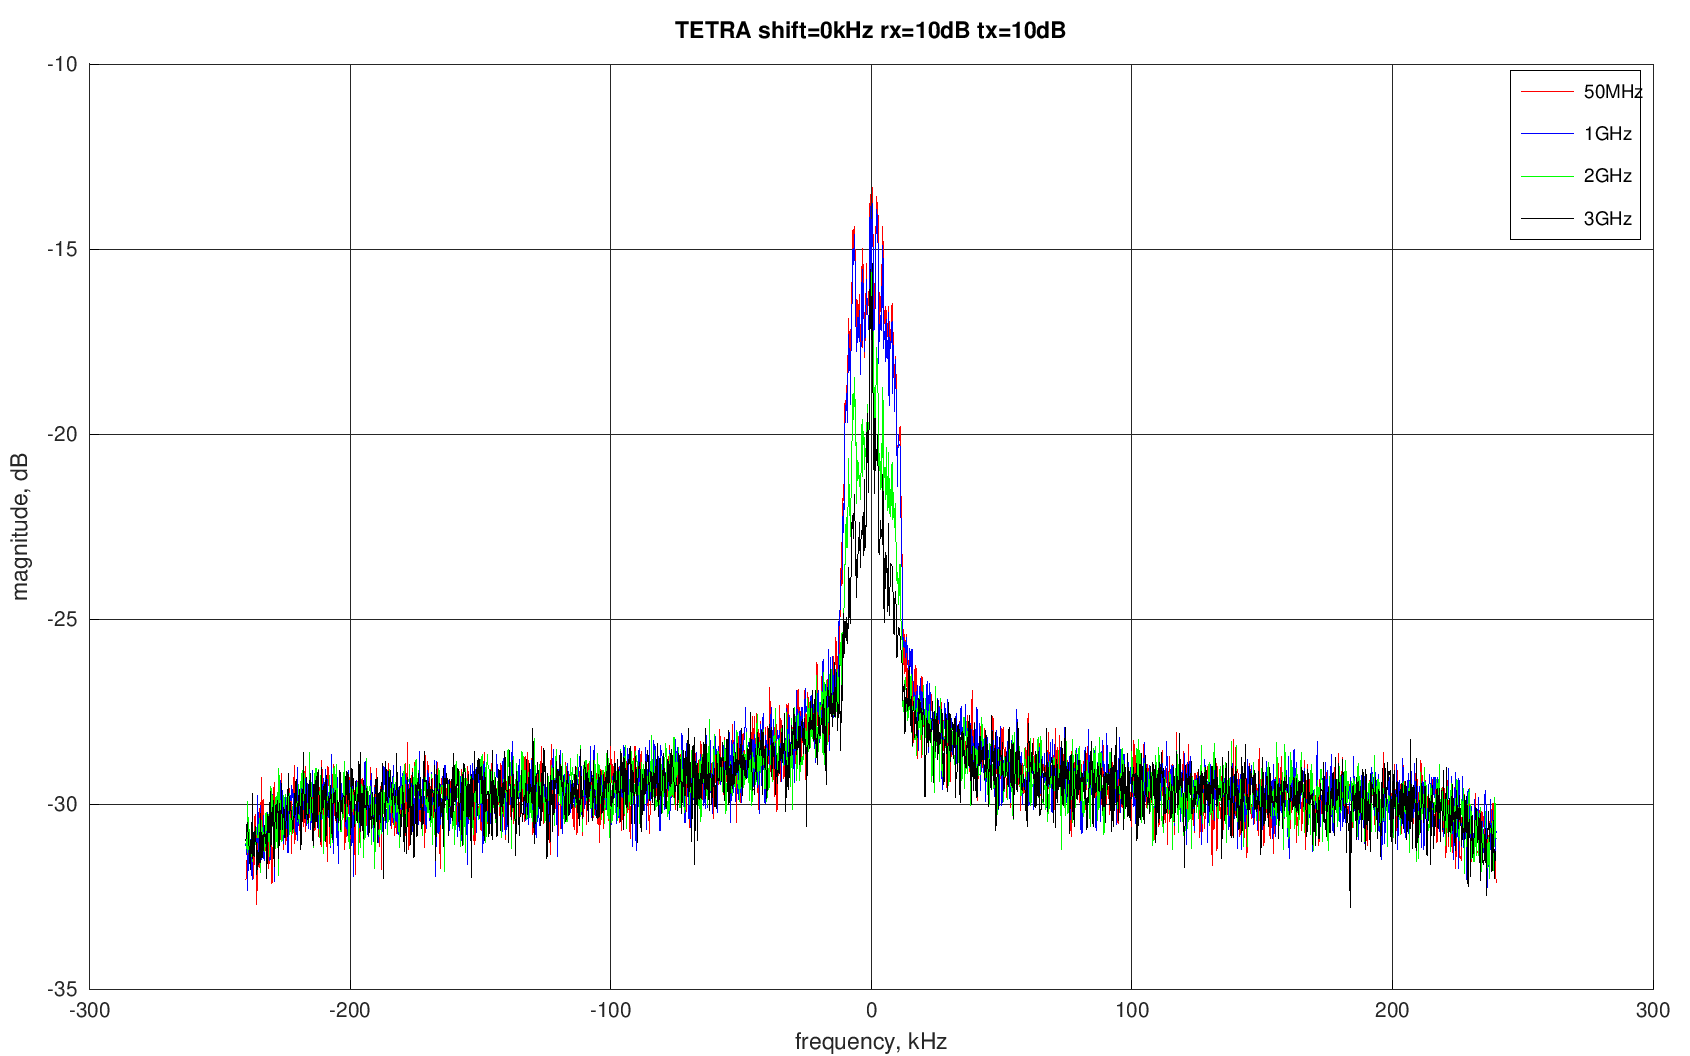 TETRA shift=0kHz rx=10dB tx=10dB
-10
-15
-20
-25
-30
-35
magnitude, dB
50MHz
1GHz
2GHz
3GHz
-300
-200
-100
0
100
200
300
frequency, kHz